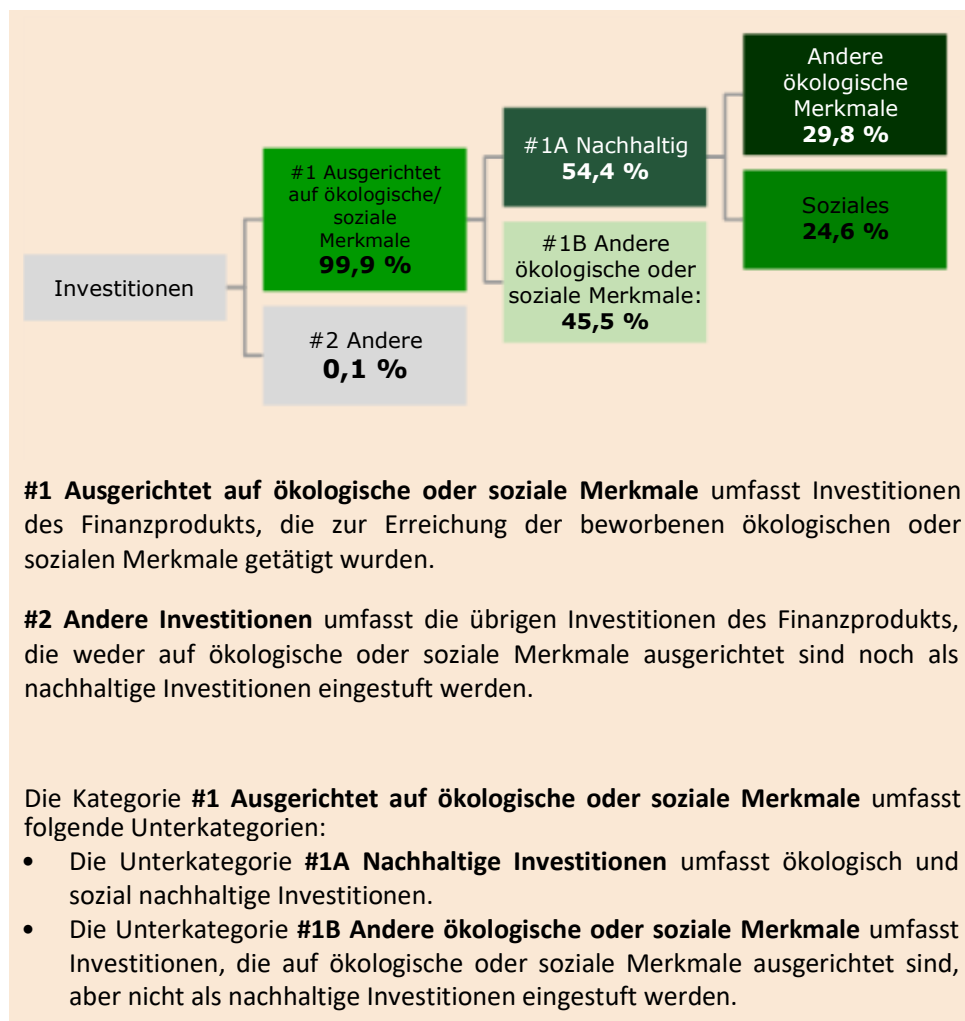 Investitionen
#1 Ausgerichtet
auf ökologische/
soziale
Merkmale
99,9 %
#2 Andere
0,1 %
#1A Nachhaltig
54,4 %
#1B Andere
ökologische oder
soziale Merkmale:
45,5 %
Andere
ökologische
Merkmale
29,8 %
Soziales
24,6 %
#1 Ausgerichtet auf ökologische oder soziale Merkmale umfasst Investitionen
des Finanzprodukts, die zur Erreichung der beworbenen ökologischen oder
sozialen Merkmale getätigt wurden.
#2 Andere Investitionen umfasst die übrigen Investitionen des Finanzprodukts,
die weder auf ökologische oder soziale Merkmale ausgerichtet sind noch als
nachhaltige Investitionen eingestuft werden.
Die Kategorie #1 Ausgerichtet auf ökologische oder soziale Merkmale umfasst
folgende Unterkategorien:
• Die Unterkategorie #1A Nachhaltige Investitionen umfasst ökologisch und
sozial nachhaltige Investitionen.
• Die Unterkategorie #1B Andere ökologische oder soziale Merkmale umfasst
Investitionen, die auf ökologische oder soziale Merkmale ausgerichtet sind,
aber nicht als nachhaltige Investitionen eingestuft werden.